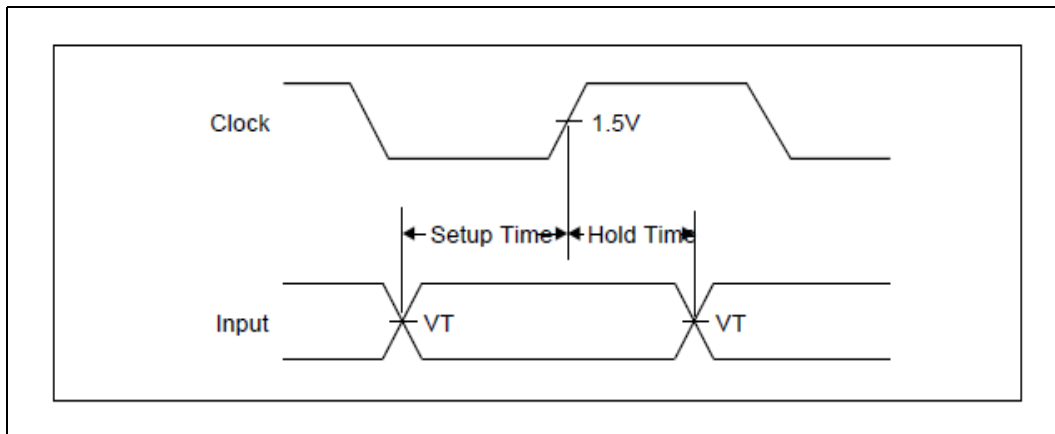 Clock
1.5V
Setup Time
Hold Time
Input
VT
VT